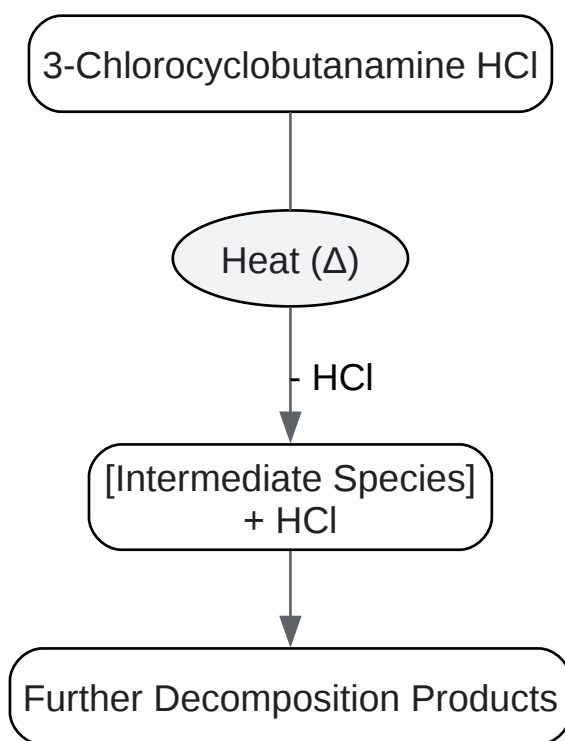 3-Chlorocyclobutanamine HCl
Heat (Δ)
- HCl
[Intermediate Species]
+ HCl
Further Decomposition Products